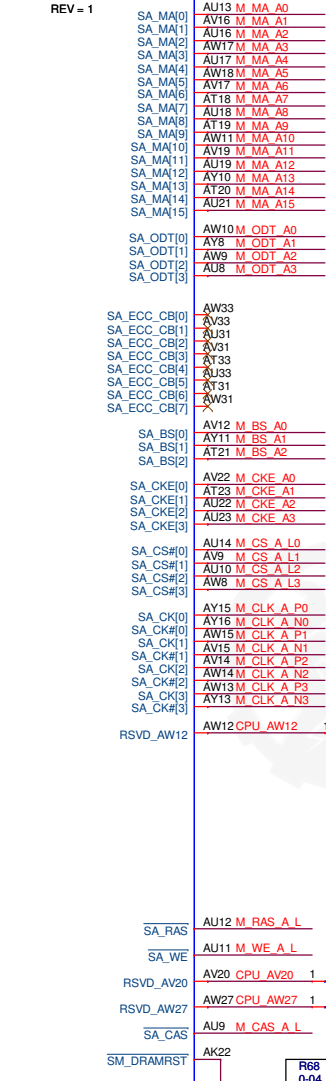 REV = 1
SA_MA[0] AU13 M_MA_A0
SA_MA[1] AV16 M_MA_A1
SA_MA[2] AU16 M_MA_A2
SA_MA[3] AW17 M_MA_A3
SA_MA[4] AU17 M_MA_A4
SA_MA[5] AW18 M_MA_A5
SA_MA[6] AV17 M_MA_A6
SA_MA[7] AT18 M_MA_A7
SA_MA[8] AU18 M_MA_A8
SA_MA[9] AT19 M_MA_A9
SA_MA[10] AW11 M_MA_A10
SA_MA[11] AV19 M_MA_A11
SA_MA[12] AU19 M_MA_A12
SA_MA[13] AY10 M_MA_A13
SA_MA[14] AT20 M_MA_A14
SA_MA[15] AU21 M_MA_A15
SA_ODT[0] AW10 M_ODT_A0
SA_ODT[1] AY8 M_ODT_A1
SA_ODT[2] AW9 M_ODT_A2
SA_ODT[3] AU8 M_ODT_A3
SA_ECC_CB[0] AW33
SA_ECC_CB[1] AV33
SA_ECC_CB[2] AU31
SA_ECC_CB[3] AV31
SA_ECC_CB[4] AT33
SA_ECC_CB[5] AU33
SA_ECC_CB[6] AT31
SA_ECC_CB[7] AW31
SA_BS[0] AV12 M_BS_A0
SA_BS[1] AY11 M_BS_A1
SA_BS[2] AT21 M_BS_A2
SA_CKE[0] AV22 M_CKE_A0
SA_CKE[1] AT23 M_CKE_A1
SA_CKE[2] AU22 M_CKE_A2
SA_CKE[3] AU23 M_CKE_A3
SA_CS#[0] AU14 M_CS_A_L0
SA_CS#[1] AV9 M_CS_A_L1
SA_CS#[2] AU10 M_CS_A_L2
SA_CS#[3] AW8 M_CS_A_L3
SA_CK[0] AY15 M_CLK_A_P0
SA_CK#[0] AY16 M_CLK_A_N0
SA_CK[1] AW15 M_CLK_A_P1
SA_CK#[1] AV15 M_CLK_A_N1
SA_CK[2] AV14 M_CLK_A_P2
SA_CK#[2] AW14 M_CLK_A_N2
SA_CK[3] AW13 M_CLK_A_P3
SA_CK#[3] AY13 M_CLK_A_N3
RSVD_AW12 AW12 CPU_AW12 1
SA_RAS AU12 M_RAS_A_L
SA_WE AU11 M_WE_A_L
RSVD_AV20 AV20 CPU_AV20 1
RSVD_AW27 AW27 CPU_AW27 1
SA_CAS AU9 M_CAS_A_L
SM_DRAMRST AK22
R68
0-04